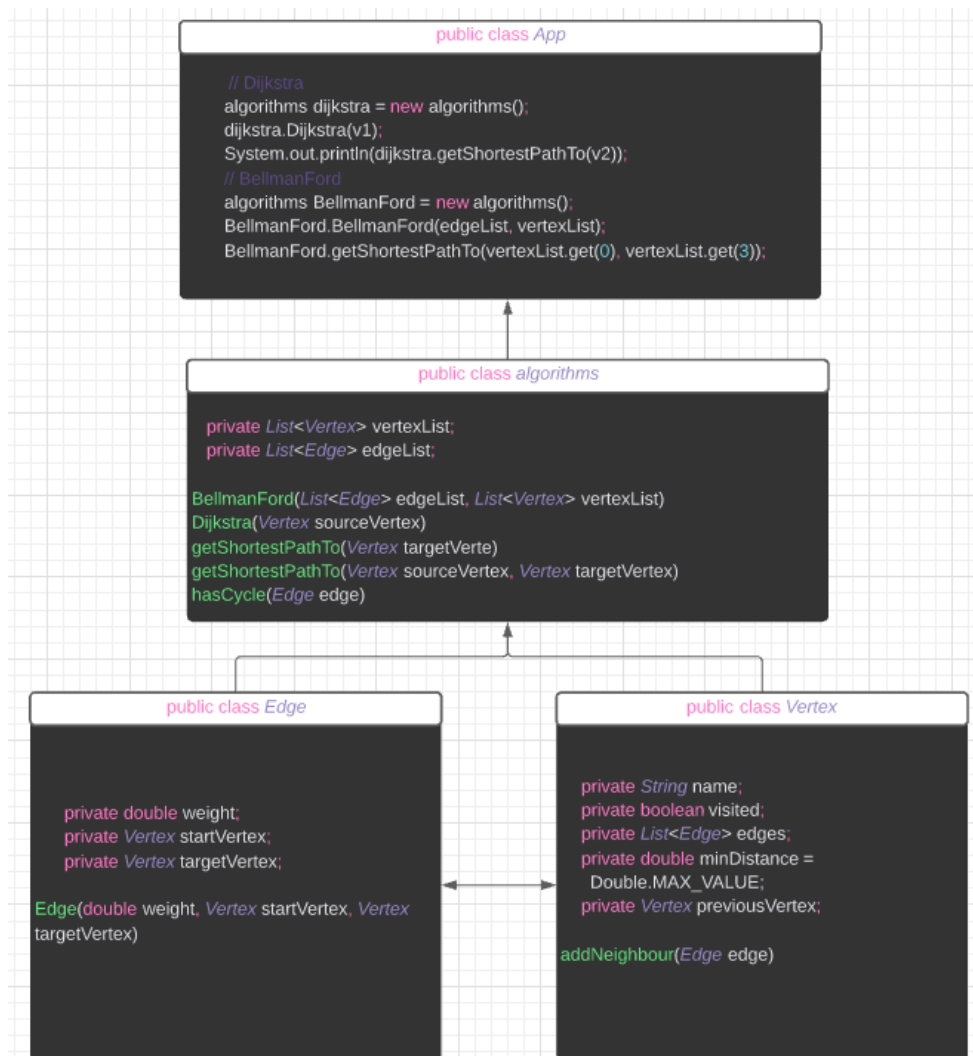 public class App
// Dijkstra
algorithms dijkstra = new algorithms();
dijkstra.Dijkstra(v1);
System.out.println(dijkstra.getShortestPathTo(v2));
// BellmanFord
algorithms BellmanFord = new algorithms();
BellmanFord.BellmanFord(edgeList, vertexList);
BellmanFord.getShortestPathTo(vertexList.get(0), vertexList.get(3));
public class algorithms
private List<Vertex> vertexList;
private List<Edge> edgeList;
BellmanFord(List<Edge> edgeList, List<Vertex> vertexList)
Dijkstra(Vertex sourceVertex)
getShortestPathTo(Vertex targetVerte)
getShortestPathTo(Vertex sourceVertex, Vertex targetVertex)
hasCycle(Edge edge)
public class Edge
private double weight;
private Vertex startVertex;
private Vertex targetVertex;
Edge(double weight, Vertex startVertex, Vertex
targetVertex)
public class Vertex
private String name;
private boolean visited;
private List<Edge> edges;
private double minDistance =
Double.MAX_VALUE;
private Vertex previousVertex;
addNeighbour(Edge edge)